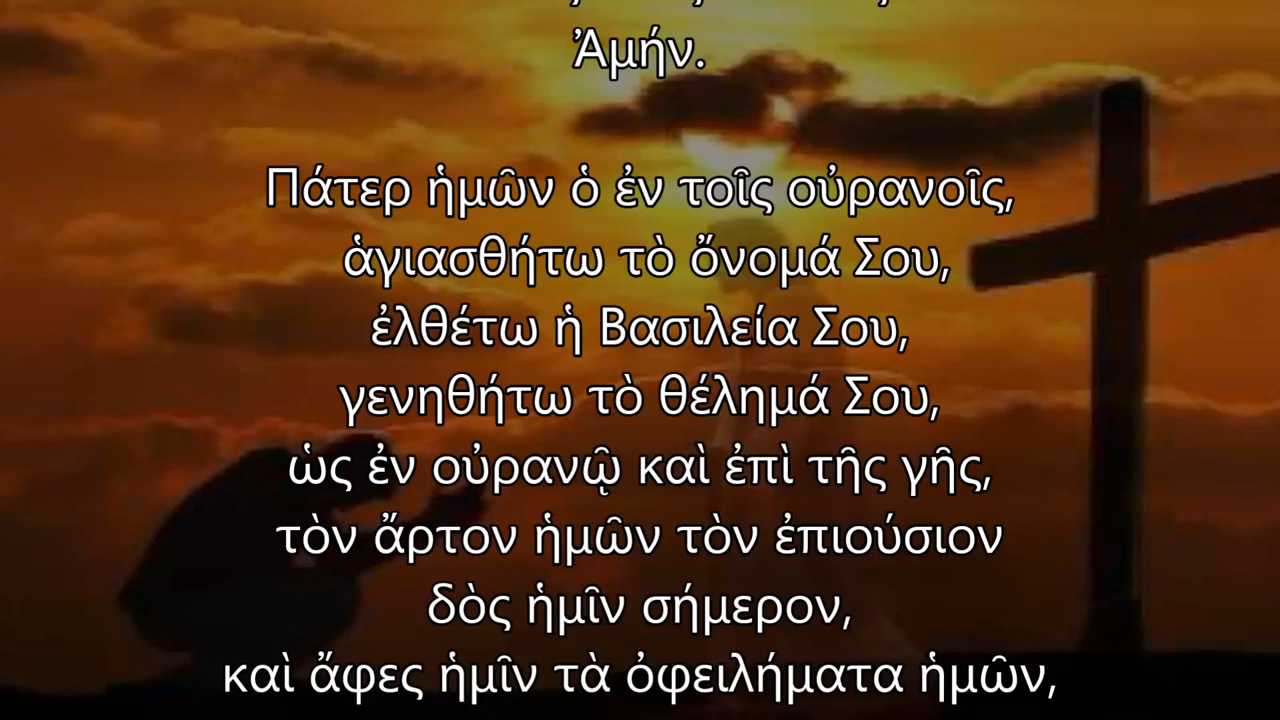 Ἀμήν.
Πάτερ ἡμῶν ὁ ἐν τοῖς οὐρανοῖς,
ἁγιασθήτω τὸ ὄνομά Σου,
ἐλθέτω ἡ Βασιλεία Σου,
γενηθήτω τὸ θέλημά Σου,
ὡς ἐν οὐρανῷ καὶ ἐπὶ τῆς γῆς,
τὸν ἄρτον ἡμῶν τὸν ἐπιούσιον
δὸς ἡμῖν σήμερον,
καὶ ἄφες ἡμῖν τὰ ὀφειλήματα ἡμῶν,